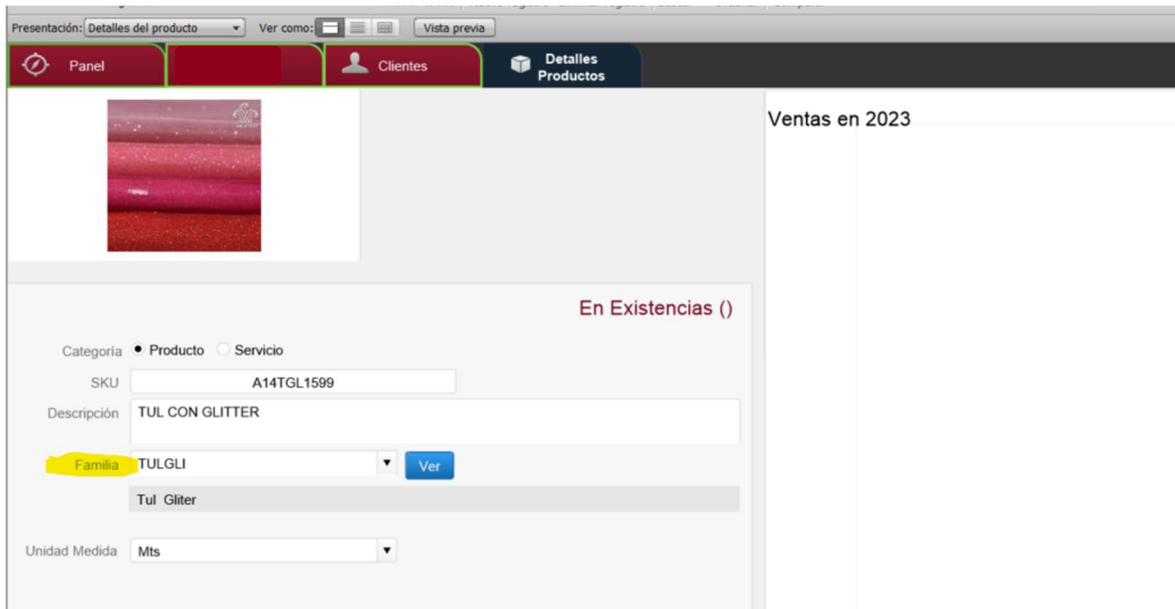 Presentación: Detalles del producto Ver como: Vista previa
Panel Clientes Detalles
Productos
Ventas en 2023
En Existencias ()
Categoría Producto Servicio
SKU A14TGL1599
Descripción TUL CON GLITTER
Familia TULGLI Ver
Tul Gliter
Unidad Medida Mts